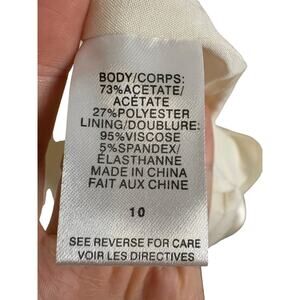 BODY/CORPS:
73%ACETATE/
ACÉTATE
27%POLYESTER
LINING/DOUBLURE:
95%VISCOSE
5%SPANDEX/
ÉLASTHANNE
MADE IN CHINA
FAIT AUX CHINE
10
SEE REVERSE FOR CARE
VOIR LES DIRECTIVES